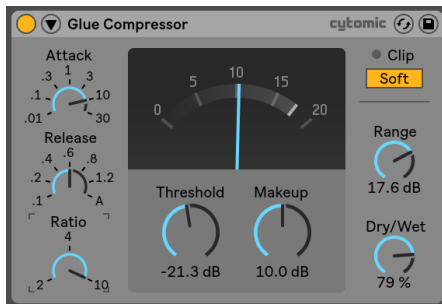 Glue Compressor cytomic
Attack
.01 .1 .3 1 3 10 30
Release
.1 .2 .4 .6 .8 1.2 A
Ratio
2 4 10
0 5 10 15 20
Threshold
-21.3 dB
Makeup
10.0 dB
Clip
Soft
Range
17.6 dB
Dry/Wet
79 %